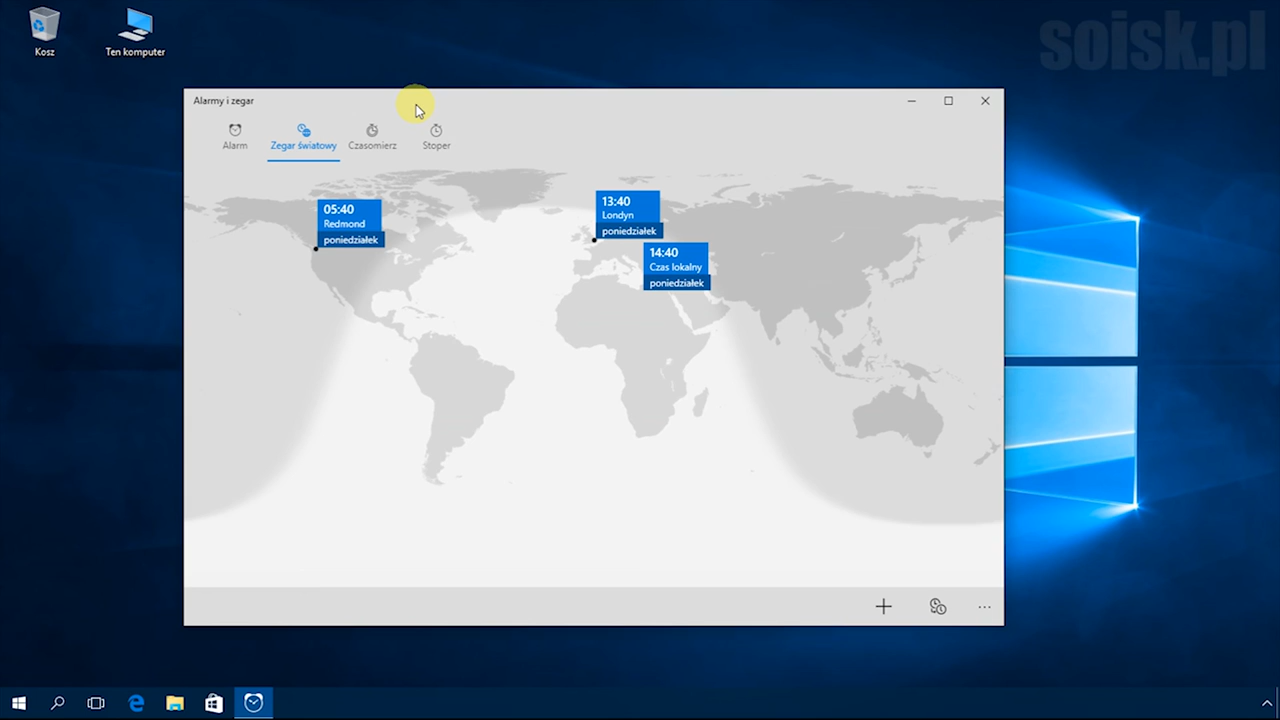 soisk.pl
Kosz
Ten komputer
Alarmy i zegar
Alarm
Zegar światowy
Czasomierz
Stoper
05:40
Redmond
poniedziałek
13:40
Londyn
poniedziałek
14:40
Czas lokalny
poniedziałek